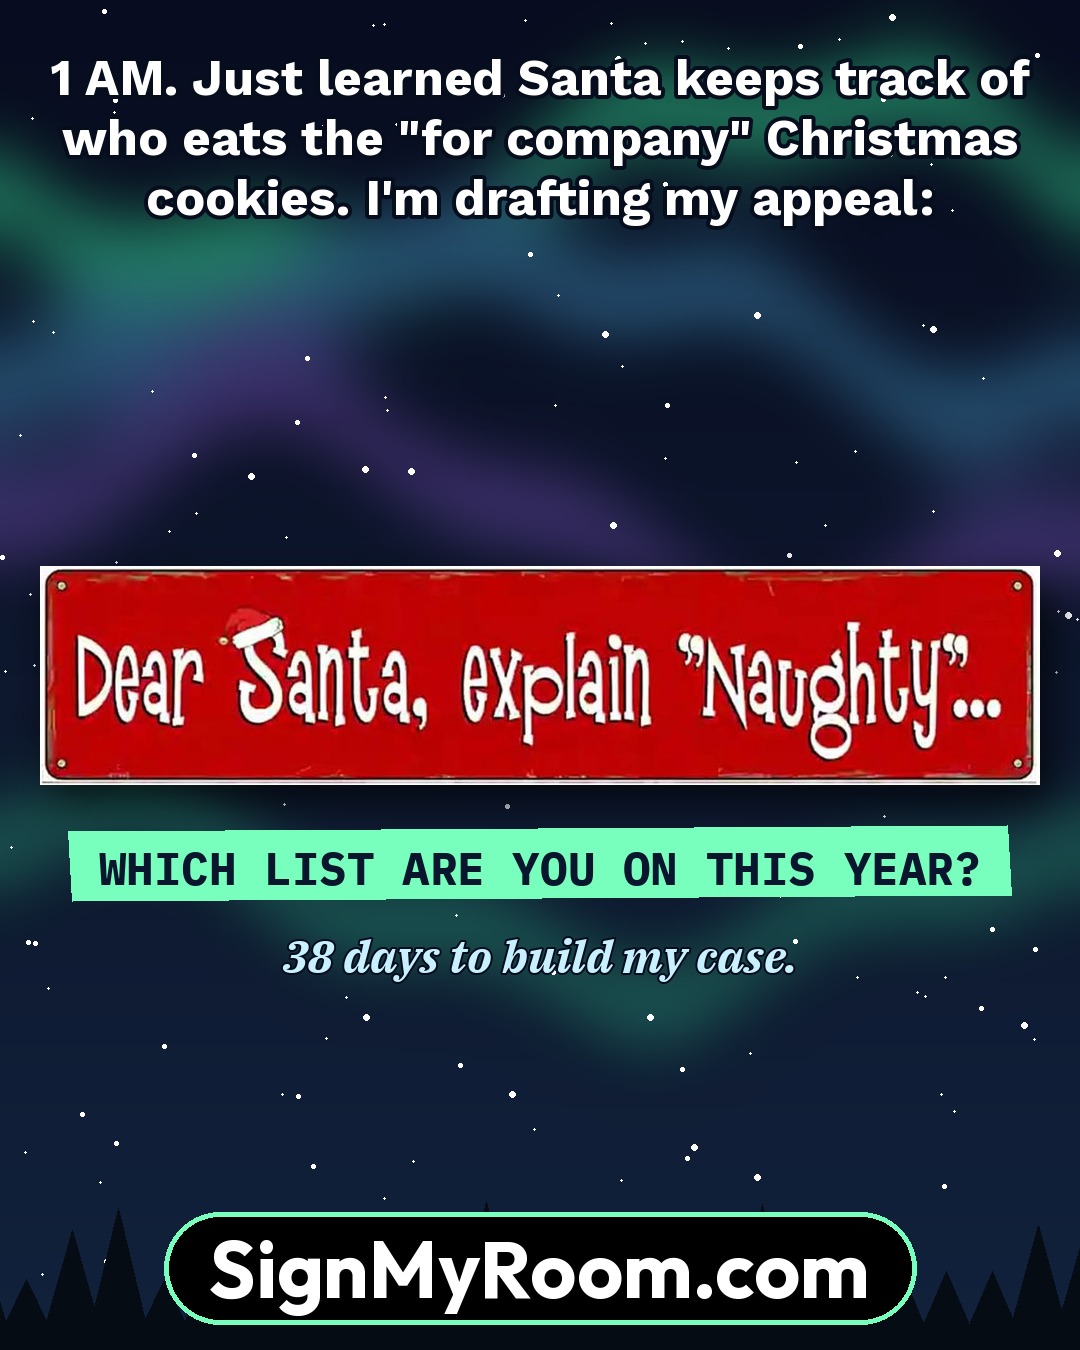 1 AM. Just learned Santa keeps track of
who eats the "for company" Christmas
cookies. I'm drafting my appeal:
Dear Santa, explain "Naughty"...
WHICH LIST ARE YOU ON THIS YEAR?
38 days to build my case.
SignMyRoom.com